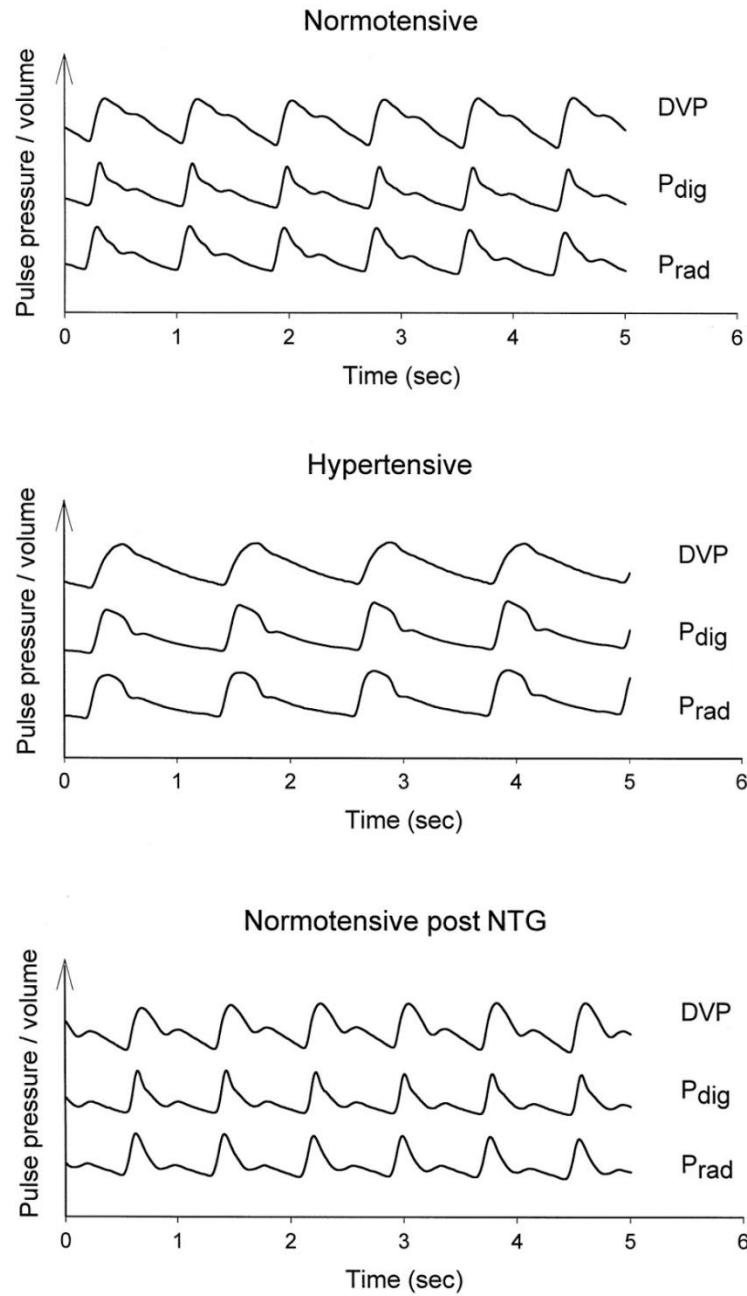 Normotensive
Pulse pressure / volume
DVP
Pdig
Prad
0 1 2 3 4 5 6
Time (sec)
Hypertensive
Pulse pressure / volume
DVP
Pdig
Prad
0 1 2 3 4 5 6
Time (sec)
Normotensive post NTG
Pulse pressure / volume
DVP
Pdig
Prad
0 1 2 3 4 5 6
Time (sec)